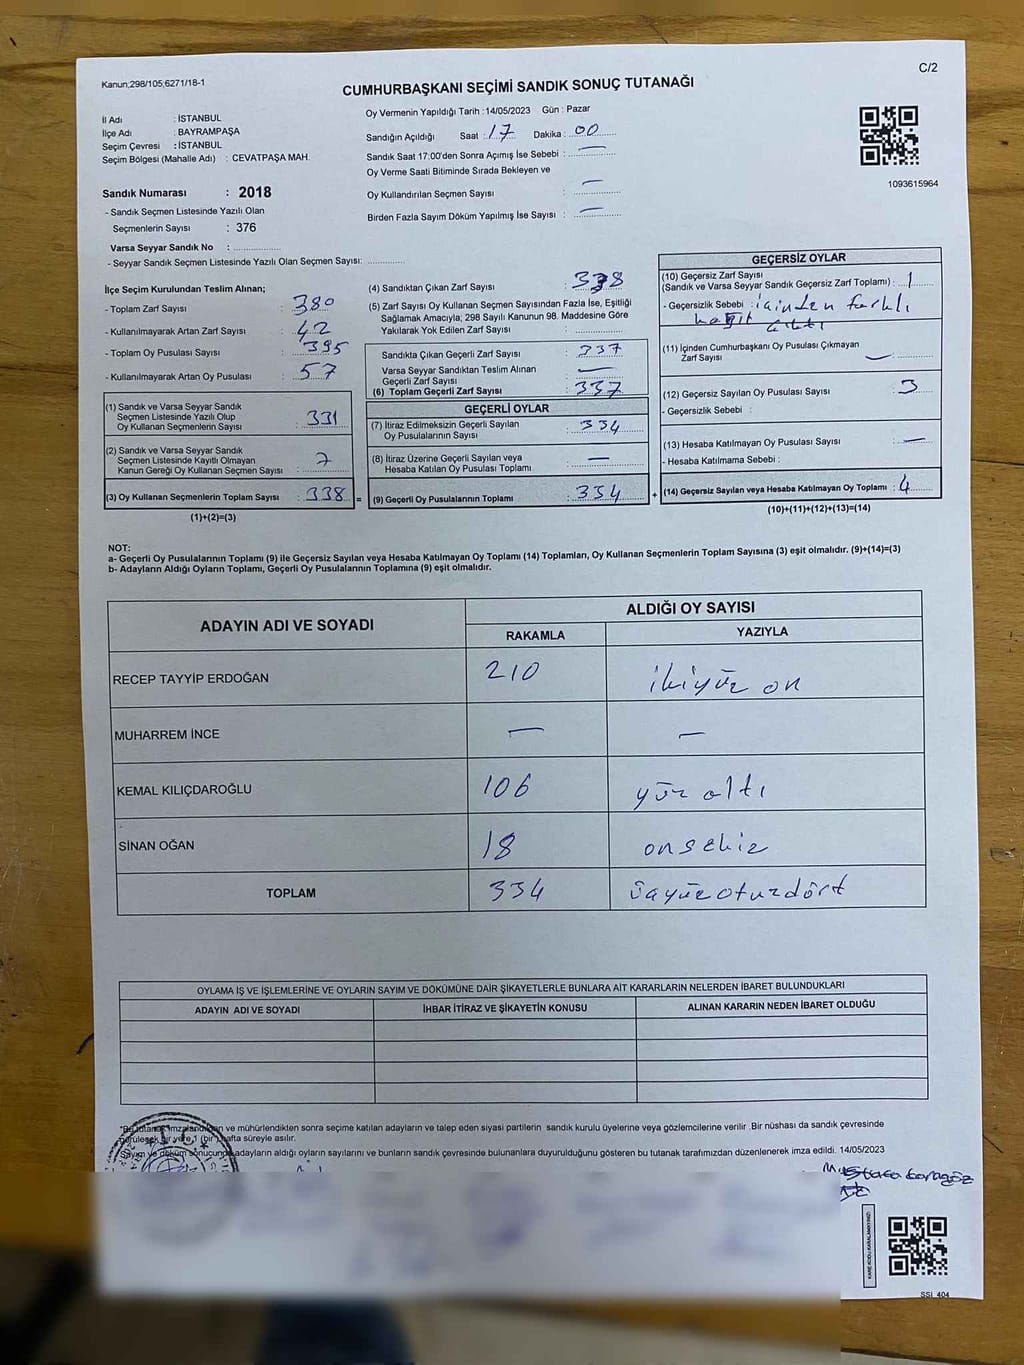 Kanun;298/105;6271/18-1
C/2
CUMHURBAŞKANI SEÇİMİ SANDIK SONUÇ TUTANAĞI
İl Adı : İSTANBUL
İlçe Adı : BAYRAMPAŞA
Seçim Çevresi : İSTANBUL
Seçim Bölgesi (Mahalle Adı) : CEVATPAŞA MAH.
Sandık Numarası : 2018
- Sandık Seçmen Listesinde Yazılı Olan
Seçmenlerin Sayısı : 376
Varsa Seyyar Sandık No :
- Seyyar Sandık Seçmen Listesinde Yazılı Olan Seçmen Sayısı:
Oy Vermenin Yapıldığı Tarih : 14/05/2023 Gün : Pazar
Sandığın Açıldığı Saat : 17 Dakika : 00
Sandık Saat 17:00'den Sonra Açımış İse Sebebi : —
Oy Verme Saati Bitiminde Sırada Bekleyen ve
Oy Kullandırılan Seçmen Sayısı : —
Birden Fazla Sayım Döküm Yapılmış İse Sayısı : —
1093615964
İlçe Seçim Kurulundan Teslim Alınan;
- Toplam Zarf Sayısı : 380
- Kullanılmayarak Artan Zarf Sayısı : 42
- Toplam Oy Pusulası Sayısı : 395
- Kullanılmayarak Artan Oy Pusulası : 57
(1) Sandık ve Varsa Seyyar Sandık
Seçmen Listesinde Yazılı Olup
Oy Kullanan Seçmenlerin Sayısı : 331
(2) Sandık ve Varsa Seyyar Sandık
Seçmen Listesinde Kayıtlı Olmayan
Kanun Gereği Oy Kullanan Seçmen Sayısı : 7
(3) Oy Kullanan Seçmenlerin Toplam Sayısı : 338 =
(1)+(2)=(3)
(4) Sandıktan Çıkan Zarf Sayısı : 338
(5) Zarf Sayısı Oy Kullanan Seçmen Sayısından Fazla İse, Eşitliği
Sağlamak Amacıyla; 298 Sayılı Kanunun 98. Maddesine Göre
Yakılarak Yok Edilen Zarf Sayısı :
Sandıkta Çıkan Geçerli Zarf Sayısı : 337
Varsa Seyyar Sandıktan Teslim Alınan
Geçerli Zarf Sayısı : —
(6) Toplam Geçerli Zarf Sayısı : 337
GEÇERLİ OYLAR
(7) İtiraz Edilmeksizin Geçerli Sayılan
Oy Pusulalarının Sayısı : 334
(8) İtiraz Üzerine Geçerli Sayılan veya
Hesaba Katılan Oy Pusulası Toplamı : —
(9) Geçerli Oy Pusulalarının Toplamı : 334 +
GEÇERSİZ OYLAR
(10) Geçersiz Zarf Sayısı
(Sandık ve Varsa Seyyar Sandık Geçersiz Zarf Toplamı) : 1
- Geçersizlik Sebebi : içinden farklı
kağıt çıktı
(11) İçinden Cumhurbaşkanı Oy Pusulası Çıkmayan
Zarf Sayısı : —
(12) Geçersiz Sayılan Oy Pusulası Sayısı : 3
- Geçersizlik Sebebi :
(13) Hesaba Katılmayan Oy Pusulası Sayısı : —
- Hesaba Katılmama Sebebi :
(14) Geçersiz Sayılan veya Hesaba Katılmayan Oy Toplamı : 4
(10)+(11)+(12)+(13)=(14)
NOT:
a- Geçerli Oy Pusulalarının Toplamı (9) ile Geçersiz Sayılan veya Hesaba Katılmayan Oy Toplamı (14) Toplamları, Oy Kullanan Seçmenlerin Toplam Sayısına (3) eşit olmalıdır. (9)+(14)=(3)
b- Adayların Aldığı Oyların Toplamı, Geçerli Oy Pusulalarının Toplamına (9) eşit olmalıdır.
ADAYIN ADI VE SOYADI
ALDIĞI OY SAYISI
RAKAMLA YAZIYLA
RECEP TAYYİP ERDOĞAN 210 ikiyüz on
MUHARREM İNCE — —
KEMAL KILIÇDAROĞLU 106 yüz altı
SİNAN OĞAN 18 onsekiz
TOPLAM 334 üçyüzotuzdört
OYLAMA İŞ VE İŞLEMLERİNE VE OYLARIN SAYIM VE DÖKÜMÜNE DAİR ŞİKAYETLERLE BUNLARA AİT KARARLARIN NELERDEN İBARET BULUNDUKLARI
ADAYIN ADI VE SOYADI İHBAR İTİRAZ VE ŞİKAYETİN KONUSU ALINAN KARARIN NEDEN İBARET OLDUĞU
ve mühürlendikten sonra seçime katılan adayların ve talep eden siyasi partilerin sandık kurulu üyelerine veya gözlemcilerine verilir .Bir nüshası da sandık çevresinde
bir yere 1 (bir) hafta süreyle asılır.
Sayım ve döküm sonucunda adayların aldığı oyların sayılarını ve bunların sandık çevresinde bulunanlara duyurulduğunu gösteren bu tutanak tarafımızdan düzenlenerek imza edildi. 14/05/2023
SSİ_404